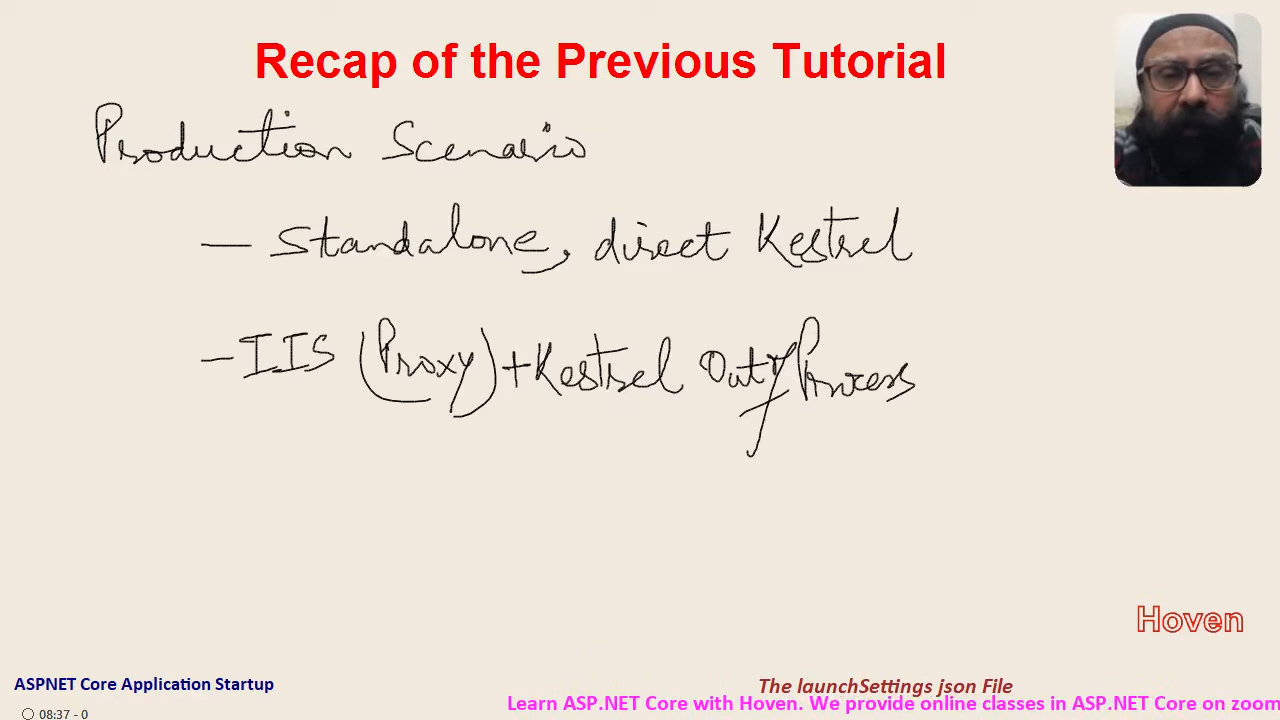 Recap of the Previous Tutorial
Production Scenario
— Standalone, direct Kestrel
— IIS (Proxy) + Kestrel Out of Process
Hoven
ASPNET Core Application Startup
The launchSettings json File
Learn ASP.NET Core with Hoven. We provide online classes in ASP.NET Core on zoom
08:37 - 0